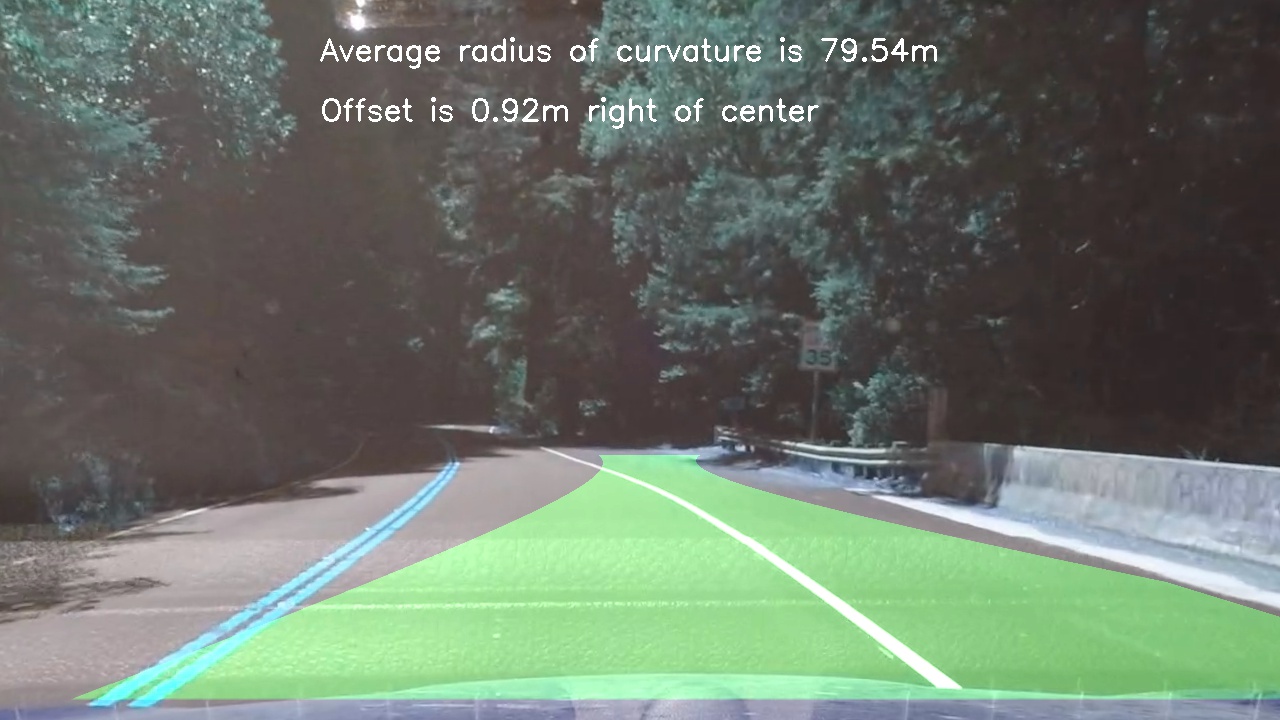 Average radius of curvature is 79.54m
Offset is 0.92m right of center
35